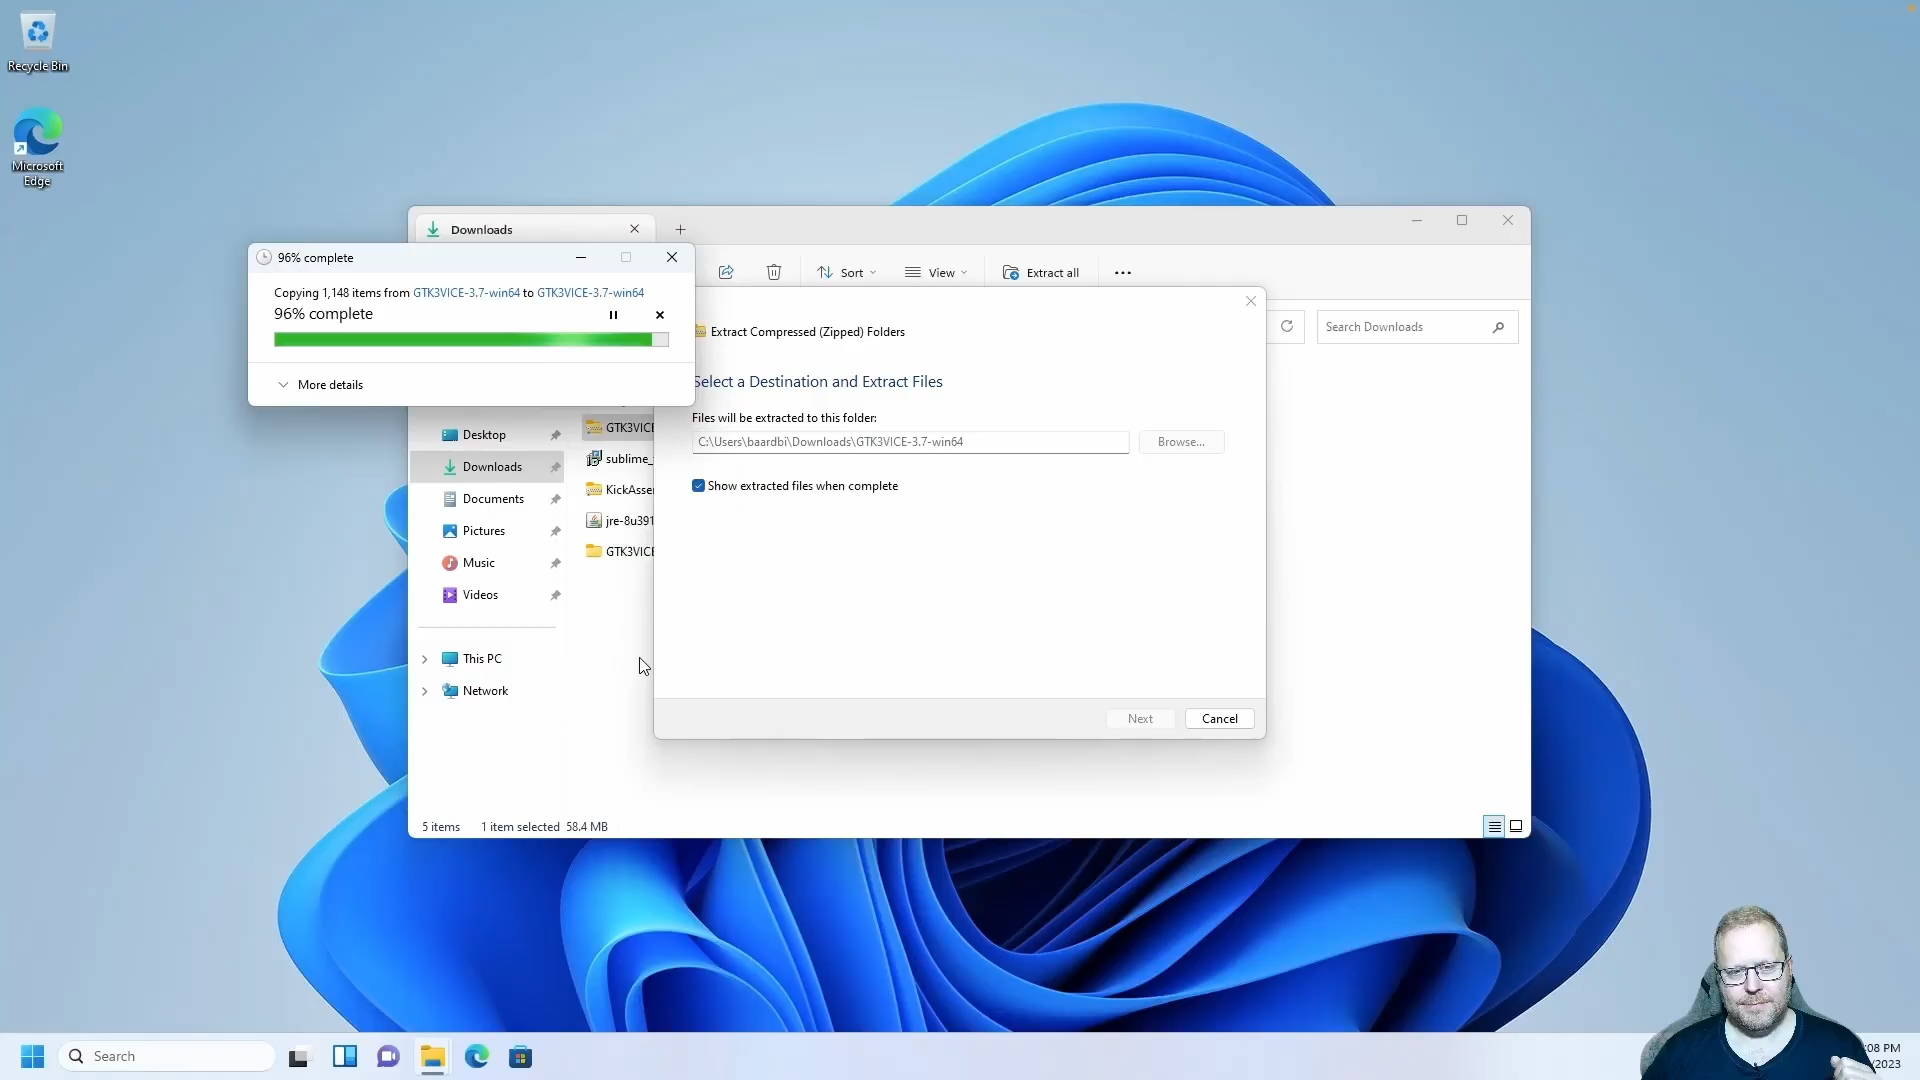 Recycle Bin
Microsoft
Edge
Downloads
96% complete
Copying 1,148 items from GTK3VICE-3.7-win64 to GTK3VICE-3.7-win64
96% complete
More details
Sort
View
Extract all
Search Downloads
Extract Compressed (Zipped) Folders
Select a Destination and Extract Files
Files will be extracted to this folder:
C:\Users\baardbi\Downloads\GTK3VICE-3.7-win64
Browse...
Show extracted files when complete
Next
Cancel
Desktop
Downloads
Documents
Pictures
Music
Videos
This PC
Network
GTK3VICE
sublime_
KickAsse
jre-8u391
GTK3VICE
5 items
1 item selected 58.4 MB
Search
:08 PM
/2023